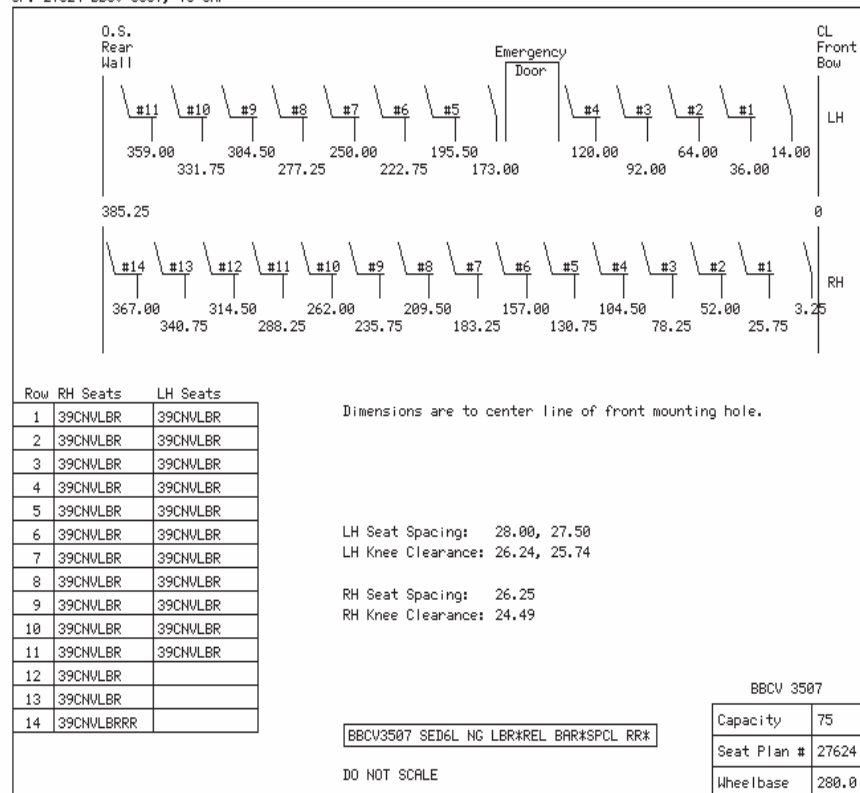 O.S.
Rear
Wall
Emergency
Door
CL
Front
Bow
#11 #10 #9 #8 #7 #6 #5 #4 #3 #2 #1
LH
359.00 304.50 250.00 195.50 120.00 64.00 14.00
331.75 277.25 222.75 173.00 92.00 36.00
385.25 0
#14 #13 #12 #11 #10 #9 #8 #7 #6 #5 #4 #3 #2 #1
RH
367.00 314.50 262.00 209.50 157.00 104.50 52.00 3.25
340.75 288.25 235.75 183.25 130.75 78.25 25.75
Row RH Seats LH Seats
1 39CNVLBR 39CNVLBR
2 39CNVLBR 39CNVLBR
3 39CNVLBR 39CNVLBR
4 39CNVLBR 39CNVLBR
5 39CNVLBR 39CNVLBR
6 39CNVLBR 39CNVLBR
7 39CNVLBR 39CNVLBR
8 39CNVLBR 39CNVLBR
9 39CNVLBR 39CNVLBR
10 39CNVLBR 39CNVLBR
11 39CNVLBR 39CNVLBR
12 39CNVLBR
13 39CNVLBR
14 39CNVLBRRR
Dimensions are to center line of front mounting hole.
LH Seat Spacing: 28.00, 27.50
LH Knee Clearance: 26.24, 25.74
RH Seat Spacing: 26.25
RH Knee Clearance: 24.49
BBCV3507 SED6L NG LBR*REL BAR*SPCL RR*
DO NOT SCALE
BBCV 3507
Capacity 75
Seat Plan # 27624
Wheelbase 280.0